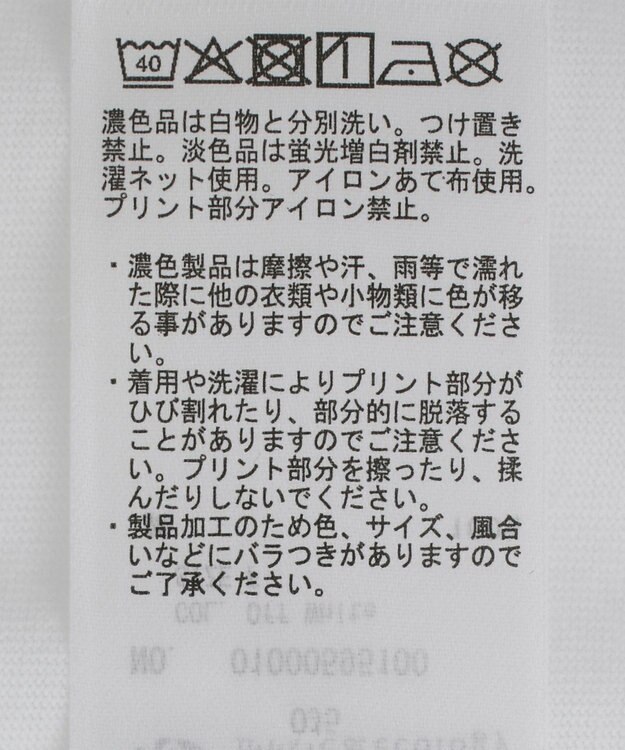 40
濃色品は白物と分別洗い。つけ置き
禁止。淡色品は蛍光増白剤禁止。洗
濯ネット使用。アイロンあて布使用。
プリント部分アイロン禁止。
・濃色製品は摩擦や汗、雨等で濡れ
た際に他の衣類や小物類に色が移
る事がありますのでご注意くださ
い。
・着用や洗濯によりプリント部分が
ひび割れたり、部分的に脱落する
ことがありますのでご注意くださ
い。プリント部分を擦ったり、揉
んだりしないでください。
・製品加工のため色、サイズ、風合
いなどにバラつきがありますので
ご了承ください。
COL. Off White
NO. 01000595100